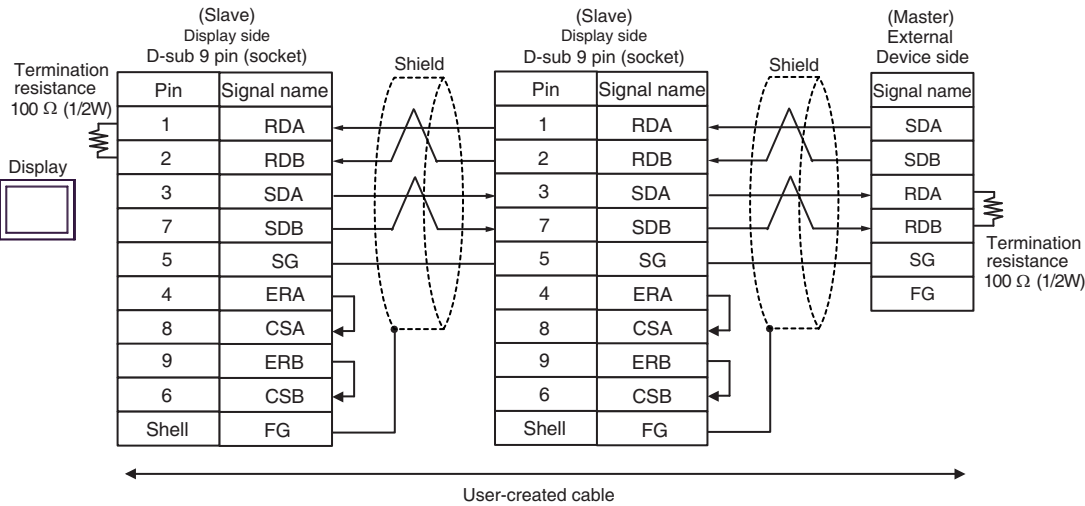 (Slave)
Display side
D-sub 9 pin (socket)
Termination
resistance
100 Ω (1/2W)
Display
Pin Signal name
1 RDA
2 RDB
3 SDA
7 SDB
5 SG
4 ERA
8 CSA
9 ERB
6 CSB
Shell FG
Shield
(Slave)
Display side
D-sub 9 pin (socket)
Pin Signal name
1 RDA
2 RDB
3 SDA
7 SDB
5 SG
4 ERA
8 CSA
9 ERB
6 CSB
Shell FG
Shield
(Master)
External
Device side
Signal name
SDA
SDB
RDA
RDB
SG
FG
Termination
resistance
100 Ω (1/2W)
User-created cable